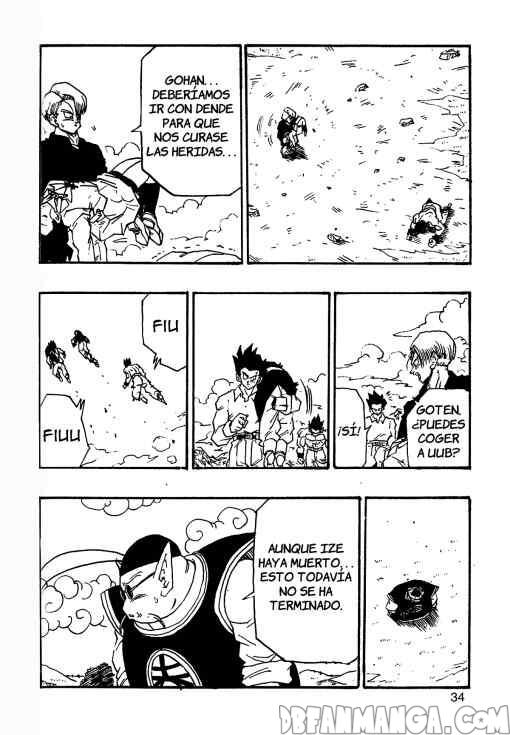 GOHAN...
DEBERÍAMOS
IR CON DENDE
PARA QUE
NOS CURASE
LAS HERIDAS...
FIU
FIUU
GOTEN,
¿PUEDES
COGER
A UUB?
¡SÍ!
AUNQUE IZE
HAYA MUERTO,...
ESTO TODAVÍA
NO SE HA
TERMINADO.
34
DBFANMANGA.COM